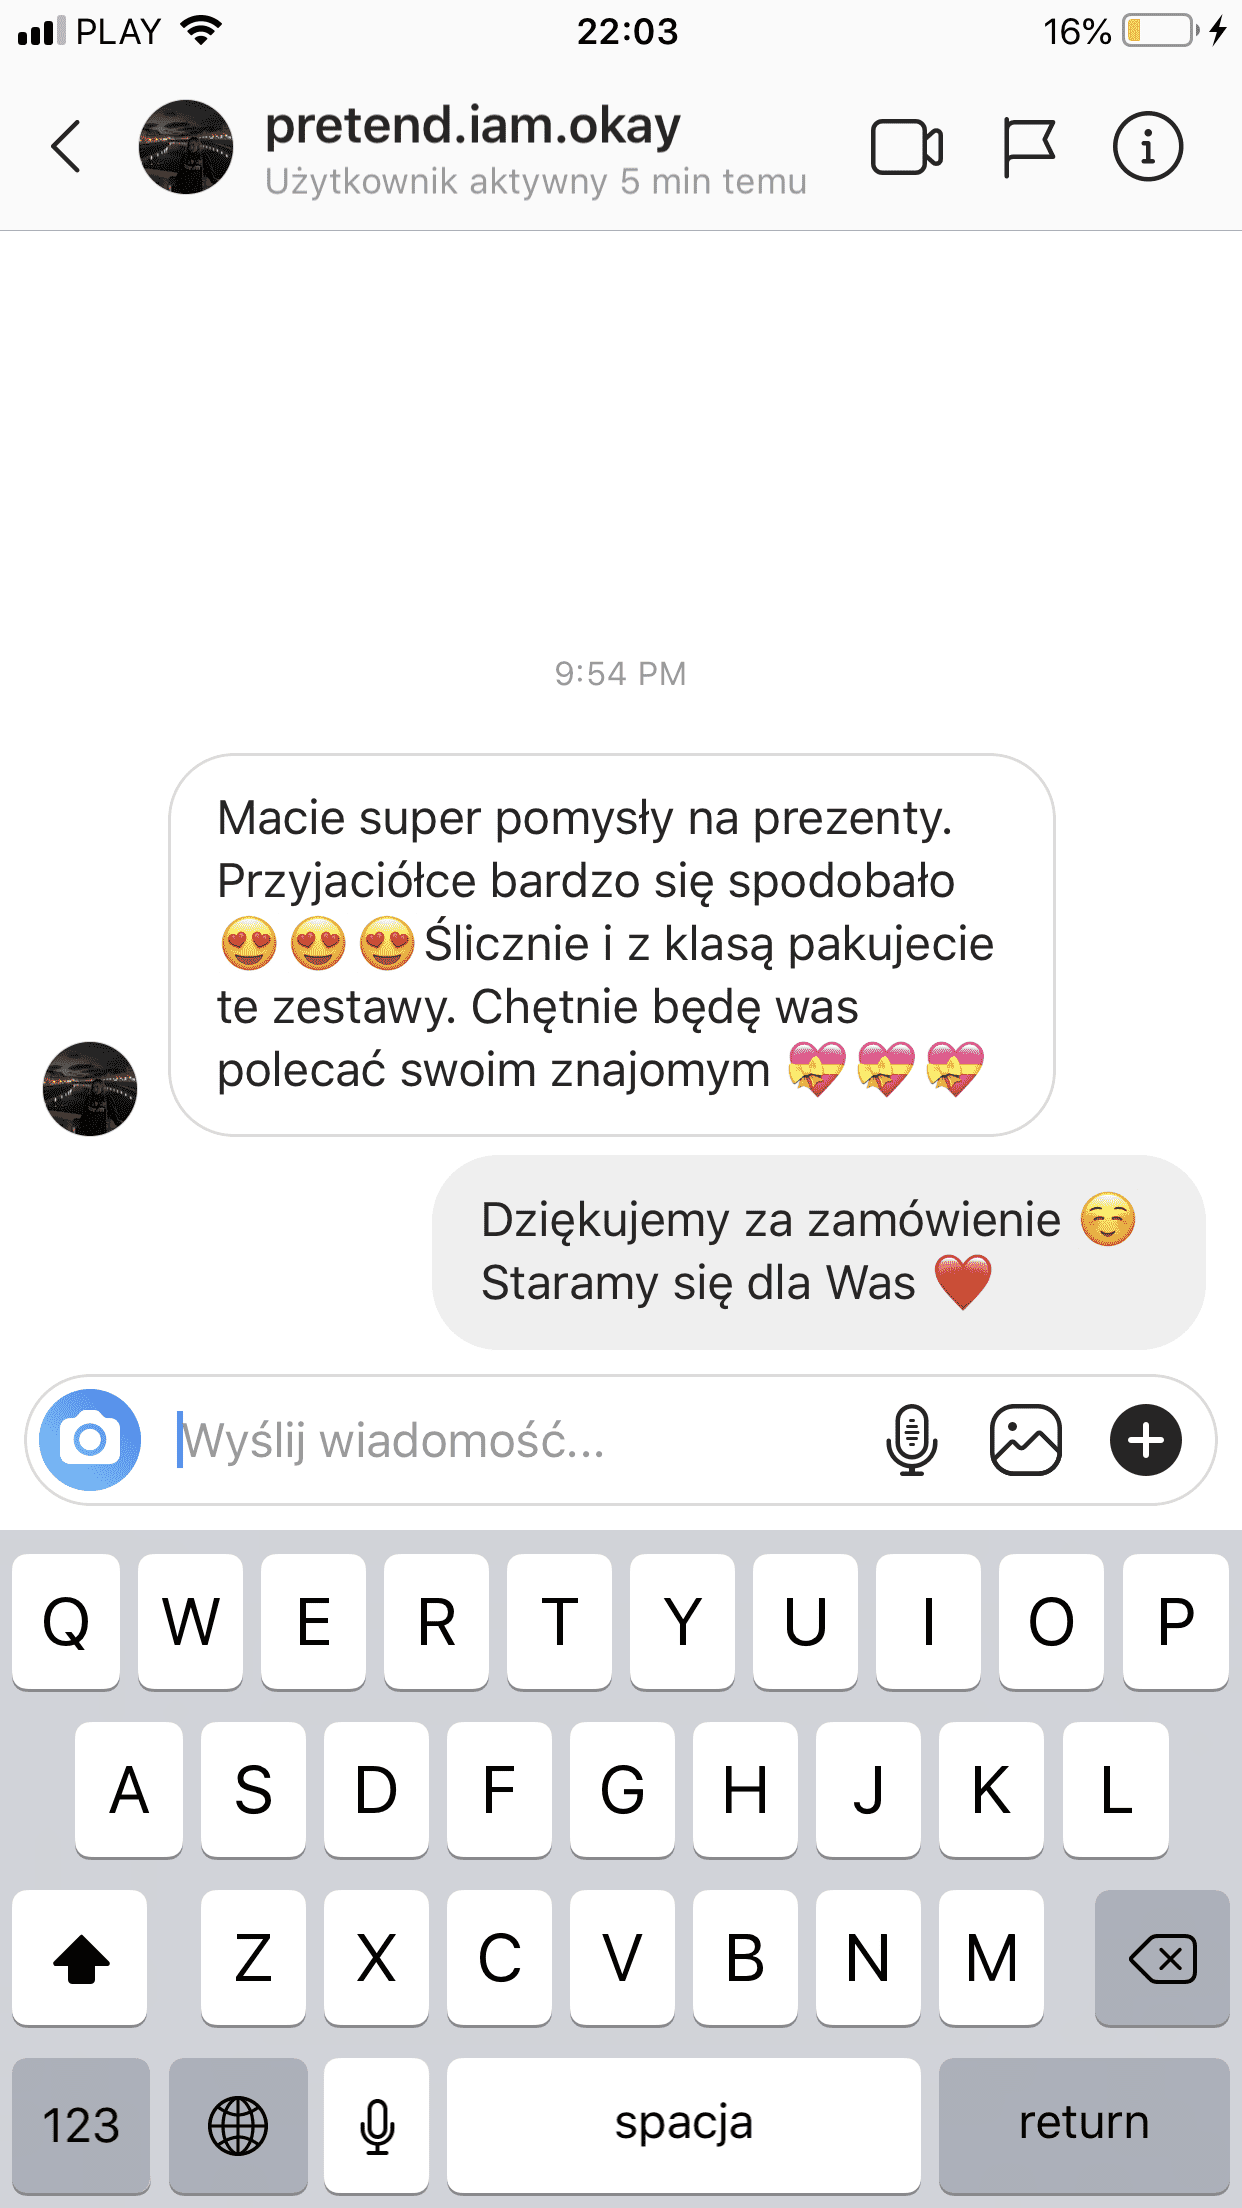 PLAY 22:03 16%
pretend.iam.okay
Użytkownik aktywny 5 min temu
9:54 PM
Macie super pomysły na prezenty.
Przyjaciółce bardzo się spodobało
😍😍😍Ślicznie i z klasą pakujecie
te zestawy. Chętnie będę was
polecać swoim znajomym 💝💝💝
Dziękujemy za zamówienie ☺️
Staramy się dla Was ❤️
Wyślij wiadomość...
Q W E R T Y U I O P
A S D F G H J K L
Z X C V B N M
123 spacja return